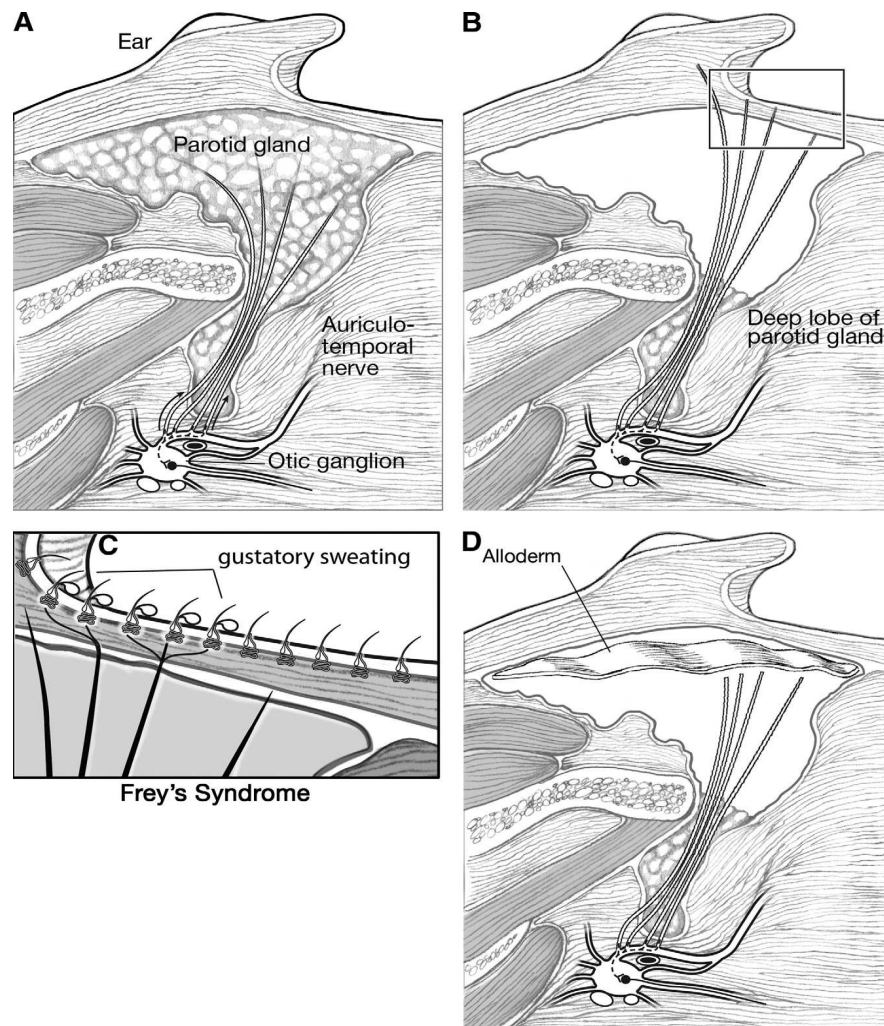 A
Ear
Parotid gland
Auriculo-
temporal
nerve
Otic ganglion
B
Deep lobe of
parotid gland
C
gustatory sweating
Frey's Syndrome
D
Alloderm